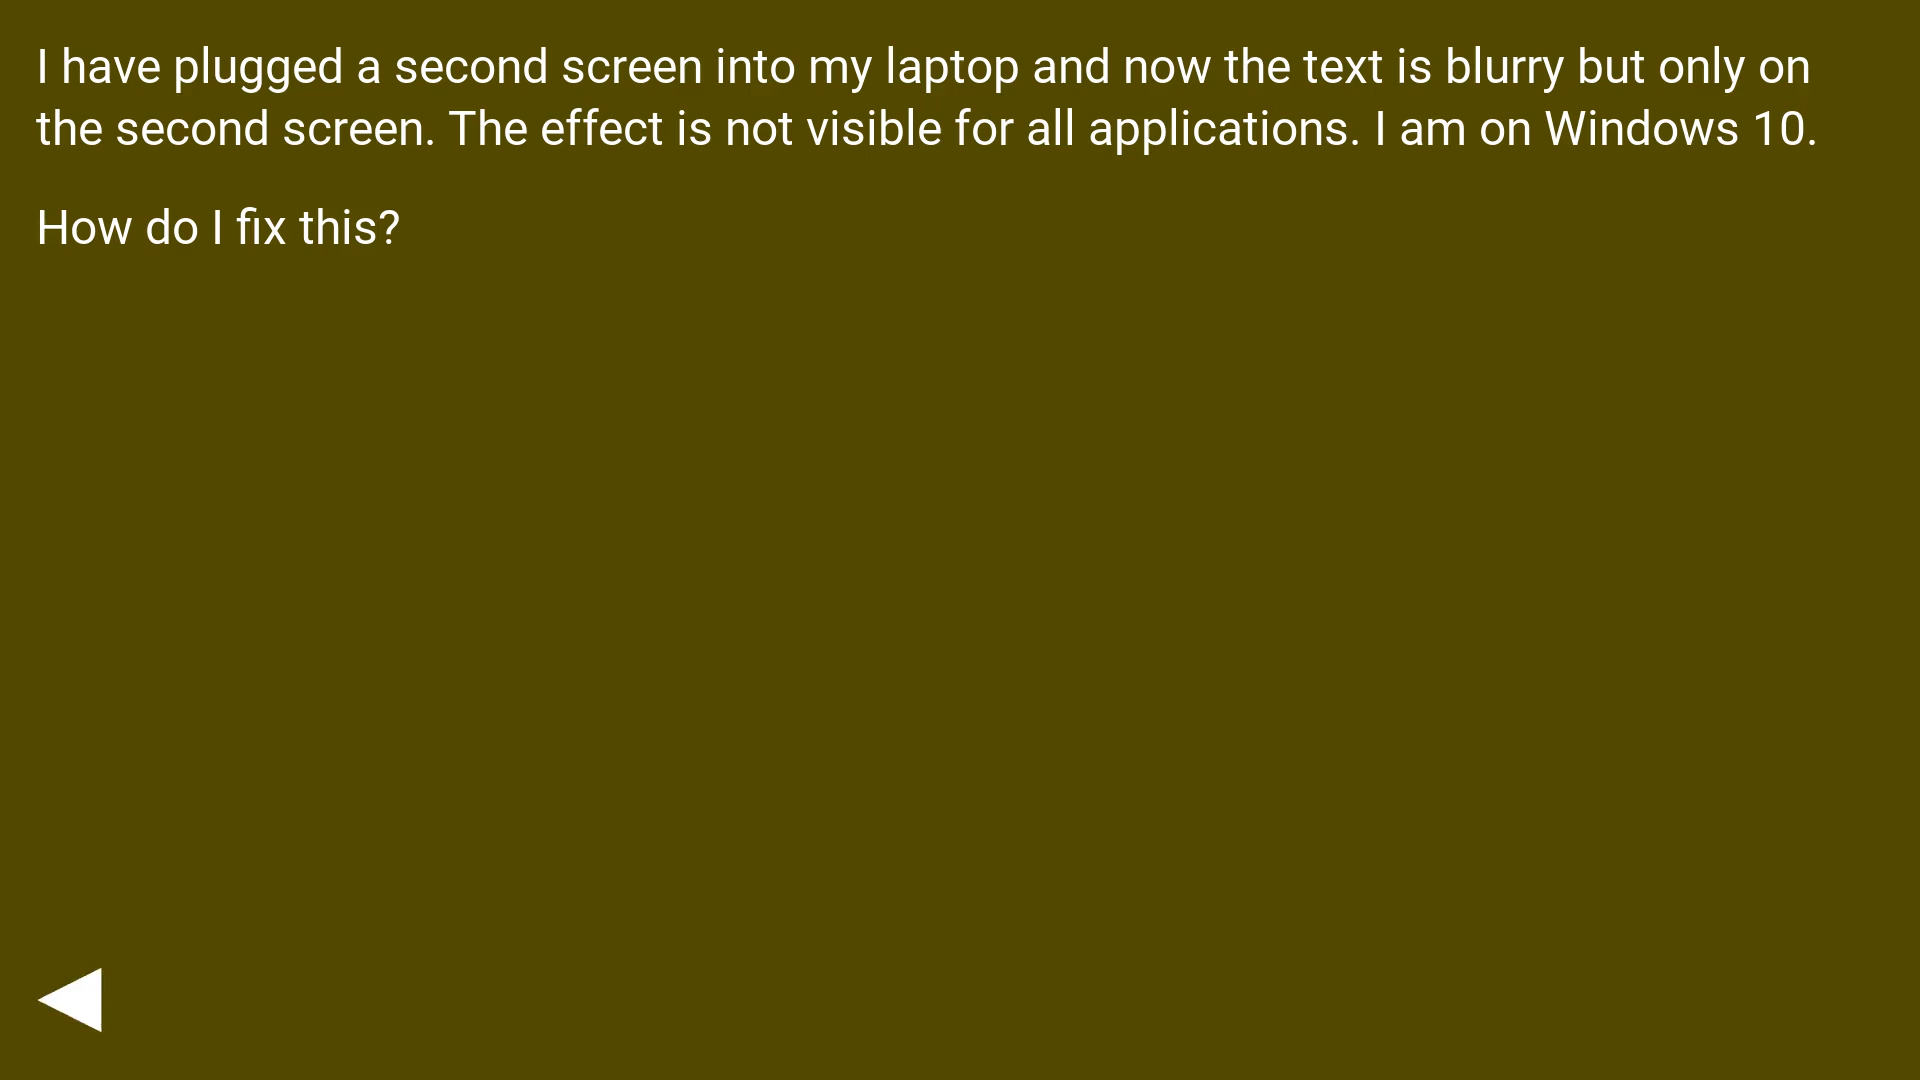 I have plugged a second screen into my laptop and now the text is blurry but only on
the second screen. The effect is not visible for all applications. I am on Windows 10.
How do I fix this?